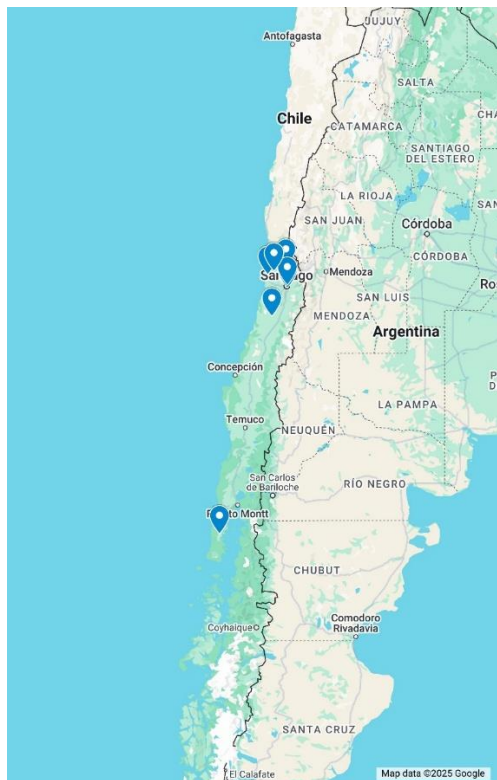 JUJUY
Antofagasta
SALTA
Chile
CATAMARCA
SANTIAGO
DEL ESTERO
LA RIOJA
SAN JUAN
Córdoba
CÓRDOBA
Mendoza
SAN LUIS
MENDOZA
Argentina
Concepción
LA PAMPA
Temuco
NEUQUÉN
San Carlos
de Bariloche
RÍO NEGRO
Montt
CHUBUT
Comodoro
Rivadavia
Coyhaique
SANTA CRUZ
El Calafate
Map data ©2025 Google